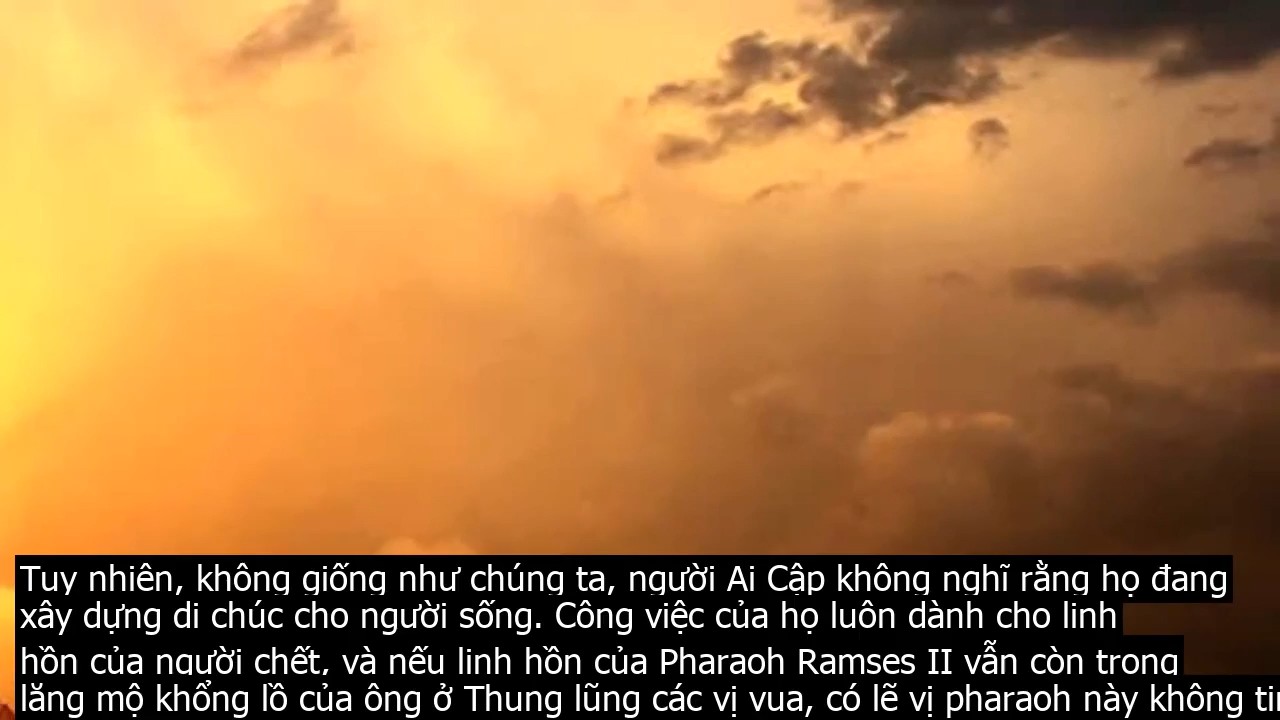 Tuy nhiên, không giống như chúng ta, người Ai Cập không nghĩ rằng họ đang
xây dựng di chúc cho người sống. Công việc của họ luôn dành cho linh
hồn của người chết, và nếu linh hồn của Pharaoh Ramses II vẫn còn trong
lăng mộ khổng lồ của ông ở Thung lũng các vị vua, có lẽ vị pharaoh này không